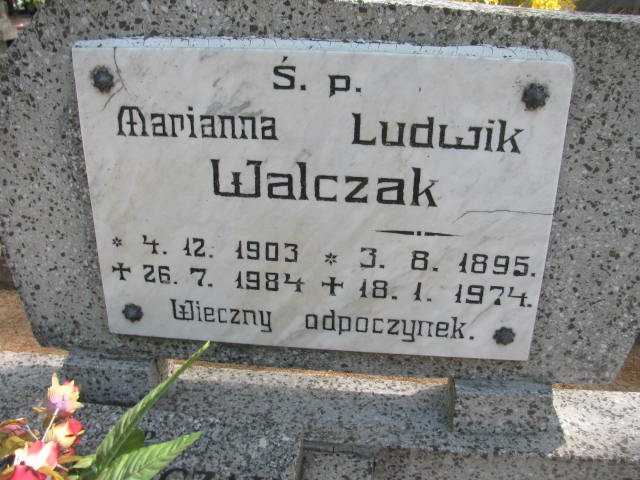 Ś. p.
Marianna Ludwik
Walczak
* 4. 12. 1903 * 3. 8. 1895.
+ 26. 7. 1984 + 18. 1. 1974.
Wieczny odpoczynek.